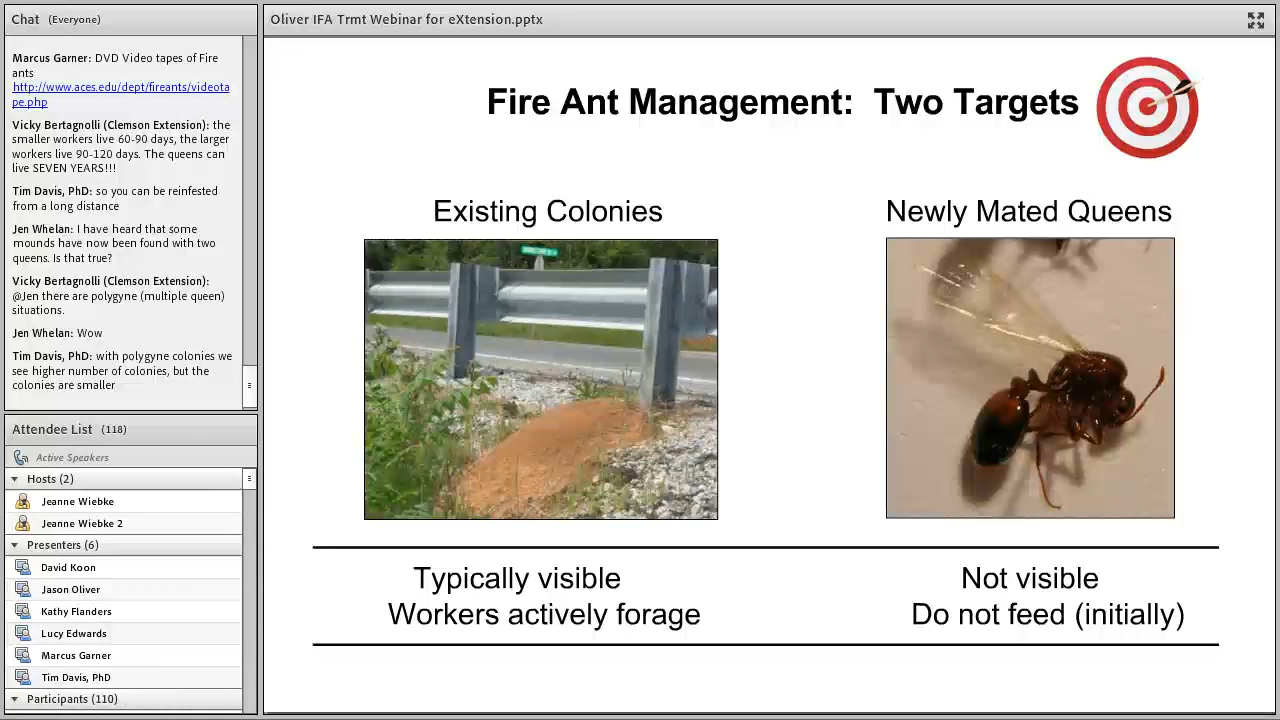 Chat (Everyone)
Marcus Garner: DVD Video tapes of Fire
ants
http://www.aces.edu/dept/fireants/videota
pe.php
Vicky Bertagnolli (Clemson Extension): the
smaller workers live 60-90 days, the larger
workers live 90-120 days. The queens can
live SEVEN YEARS!!!
Tim Davis, PhD: so you can be reinfested
from a long distance
Jen Whelan: I have heard that some
mounds have now been found with two
queens. Is that true?
Vicky Bertagnolli (Clemson Extension):
@Jen there are polygyne (multiple queen)
situations.
Jen Whelan: Wow
Tim Davis, PhD: with polygyne colonies we
see higher number of colonies, but the
colonies are smaller
Attendee List (118)
Active Speakers
Hosts (2)
Jeanne Wiebke
Jeanne Wiebke 2
Presenters (6)
David Koon
Jason Oliver
Kathy Flanders
Lucy Edwards
Marcus Garner
Tim Davis, PhD
Participants (110)
Oliver IFA Trmt Webinar for eXtension.pptx
Fire Ant Management: Two Targets
Existing Colonies
Newly Mated Queens
Typically visible
Workers actively forage
Not visible
Do not feed (initially)